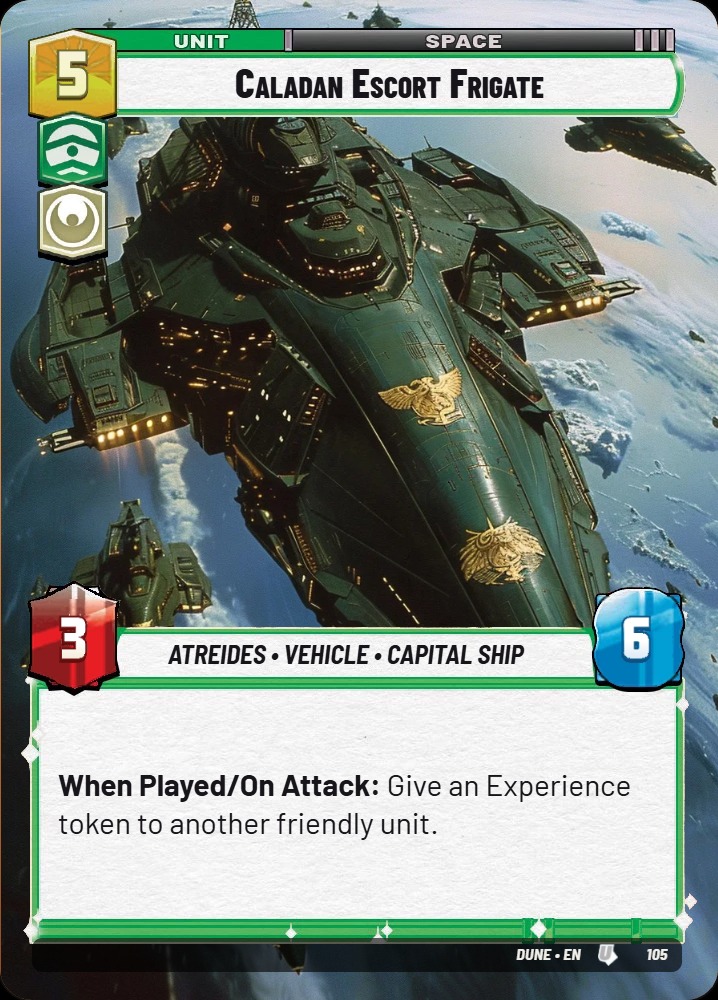 UNIT SPACE
5 Caladan Escort Frigate
3 ATREIDES • VEHICLE • CAPITAL SHIP 6
When Played/On Attack: Give an Experience
token to another friendly unit.
DUNE • EN U 105